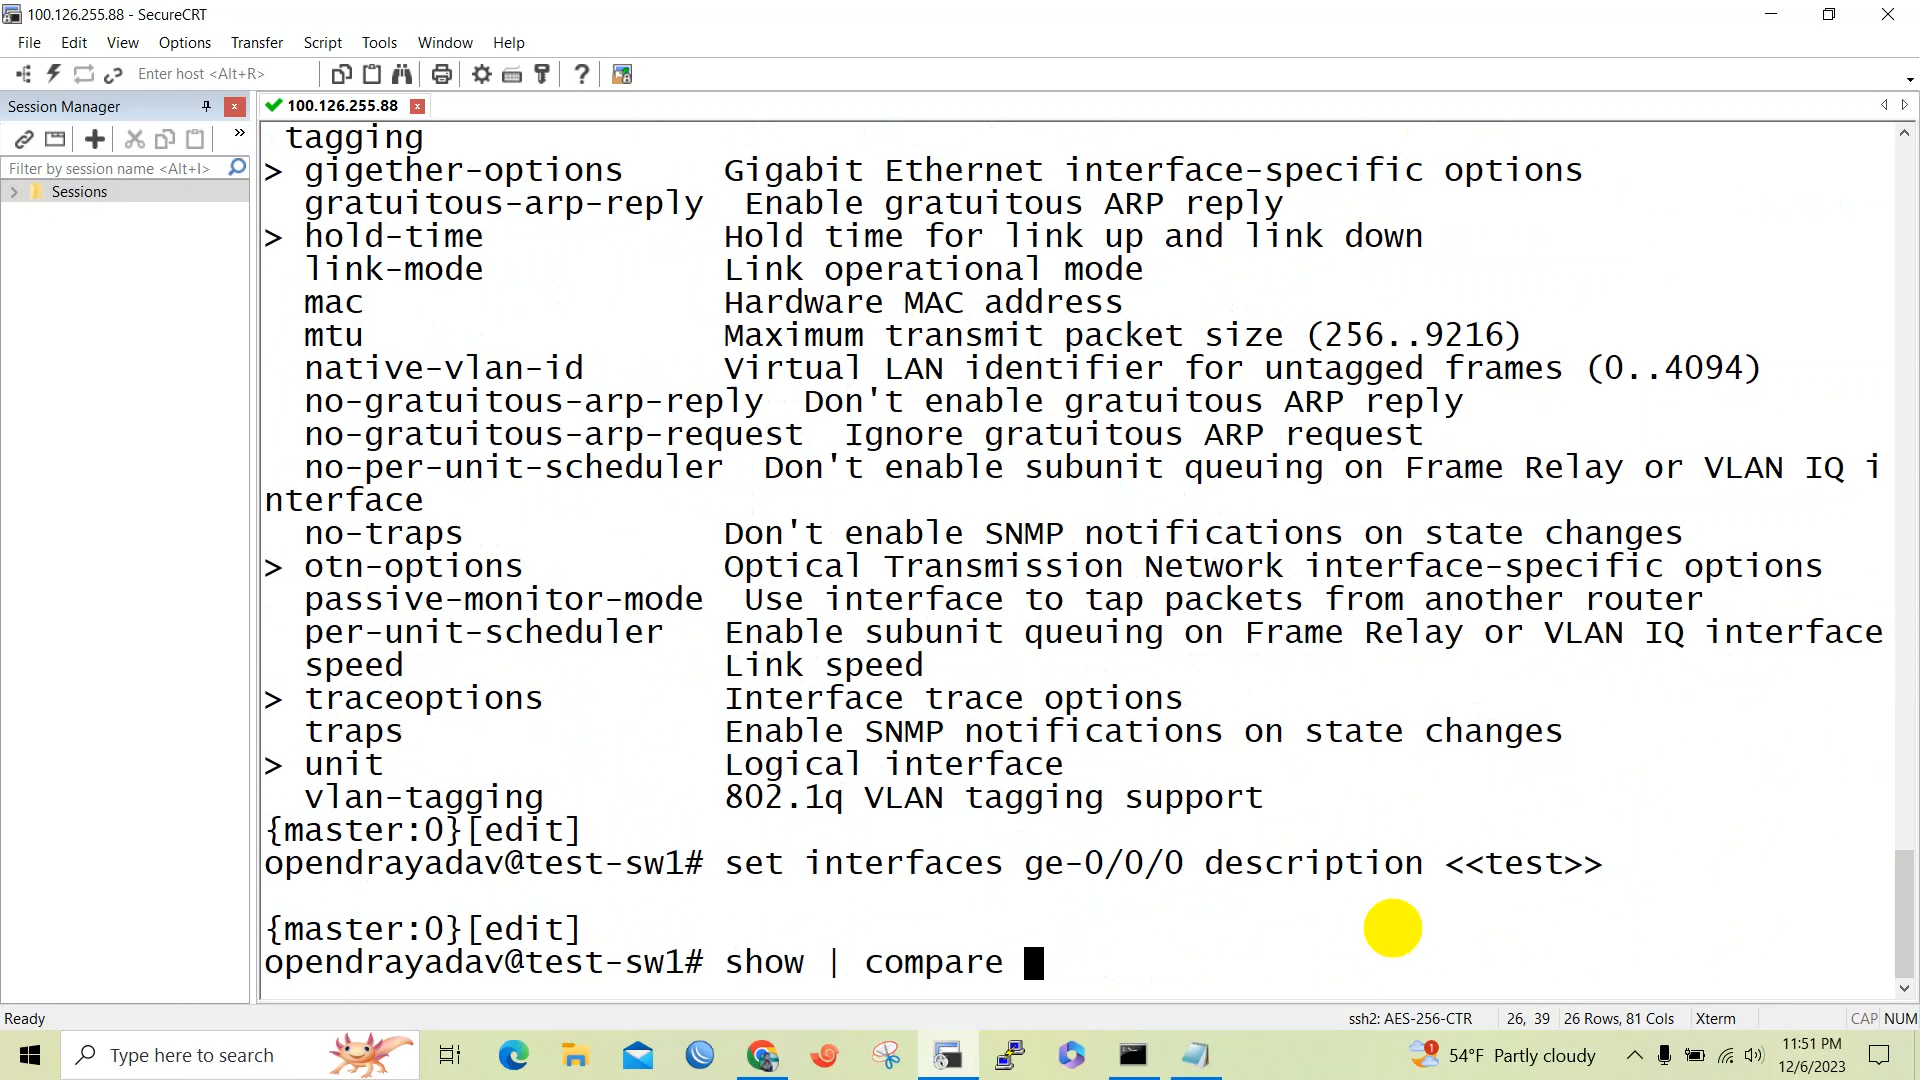 100.126.255.88 - SecureCRT
File Edit View Options Transfer Script Tools Window Help
Enter host <Alt+R>
Session Manager
100.126.255.88
Filter by session name <Alt+I>
Sessions
tagging
> gigether-options Gigabit Ethernet interface-specific options
gratuitous-arp-reply Enable gratuitous ARP reply
> hold-time Hold time for link up and link down
link-mode Link operational mode
mac Hardware MAC address
mtu Maximum transmit packet size (256..9216)
native-vlan-id Virtual LAN identifier for untagged frames (0..4094)
no-gratuitous-arp-reply Don't enable gratuitous ARP reply
no-gratuitous-arp-request Ignore gratuitous ARP request
no-per-unit-scheduler Don't enable subunit queuing on Frame Relay or VLAN IQ i
nterface
no-traps Don't enable SNMP notifications on state changes
> otn-options Optical Transmission Network interface-specific options
passive-monitor-mode Use interface to tap packets from another router
per-unit-scheduler Enable subunit queuing on Frame Relay or VLAN IQ interface
speed Link speed
> traceoptions Interface trace options
traps Enable SNMP notifications on state changes
> unit Logical interface
vlan-tagging 802.1q VLAN tagging support
{master:0}[edit]
opendrayadav@test-sw1# set interfaces ge-0/0/0 description <<test>>
{master:0}[edit]
opendrayadav@test-sw1# show | compare
Ready ssh2: AES-256-CTR 26, 39 26 Rows, 81 Cols Xterm CAP NUM
Type here to search
1
54°F Partly cloudy
11:51 PM
12/6/2023